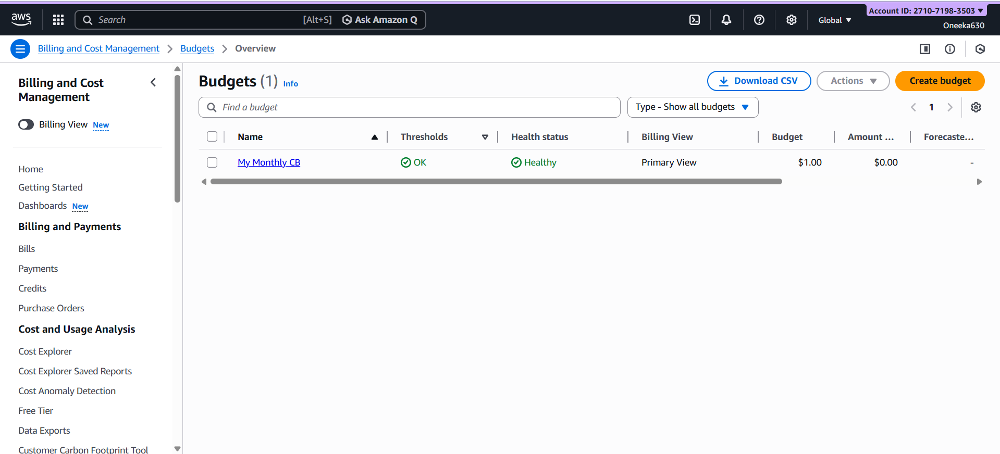 aws
Search [Alt+S] Ask Amazon Q
Global
Account ID: 2710-7198-3503
Oneeka630
Billing and Cost Management Budgets Overview
Billing and Cost Management
Billing View New
Home
Getting Started
Dashboards New
Billing and Payments
Bills
Payments
Credits
Purchase Orders
Cost and Usage Analysis
Cost Explorer
Cost Explorer Saved Reports
Cost Anomaly Detection
Free Tier
Data Exports
Customer Carbon Footprint Tool
Budgets (1) Info
Download CSV Actions Create budget
Find a budget Type - Show all budgets 1
Name Thresholds Health status Billing View Budget Amount ... Forecaste...
My Monthly CB OK Healthy Primary View $1.00 $0.00 -